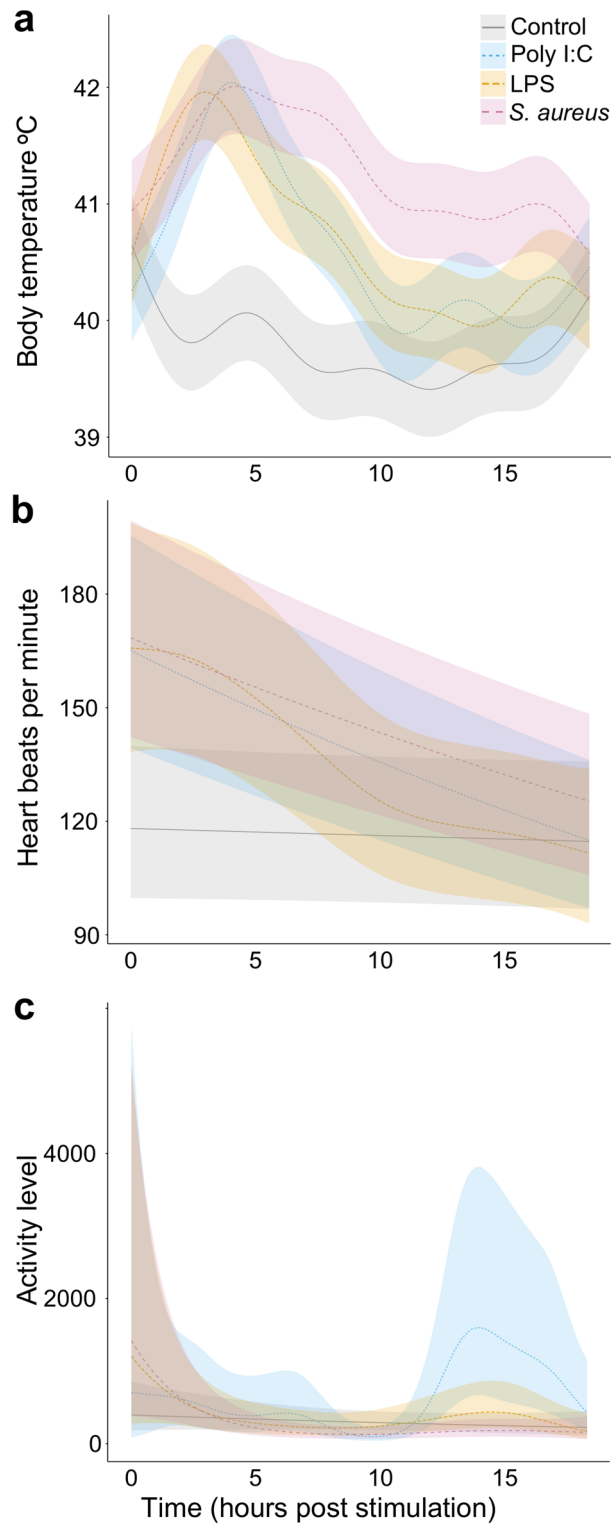 a
Control
Poly I:C
LPS
S. aureus
Body temperature ºC
42
41
40
39
0
5
10
15
b
Heart beats per minute
180
150
120
90
0
5
10
15
c
Activity level
4000
2000
0
0
5
10
15
Time (hours post stimulation)